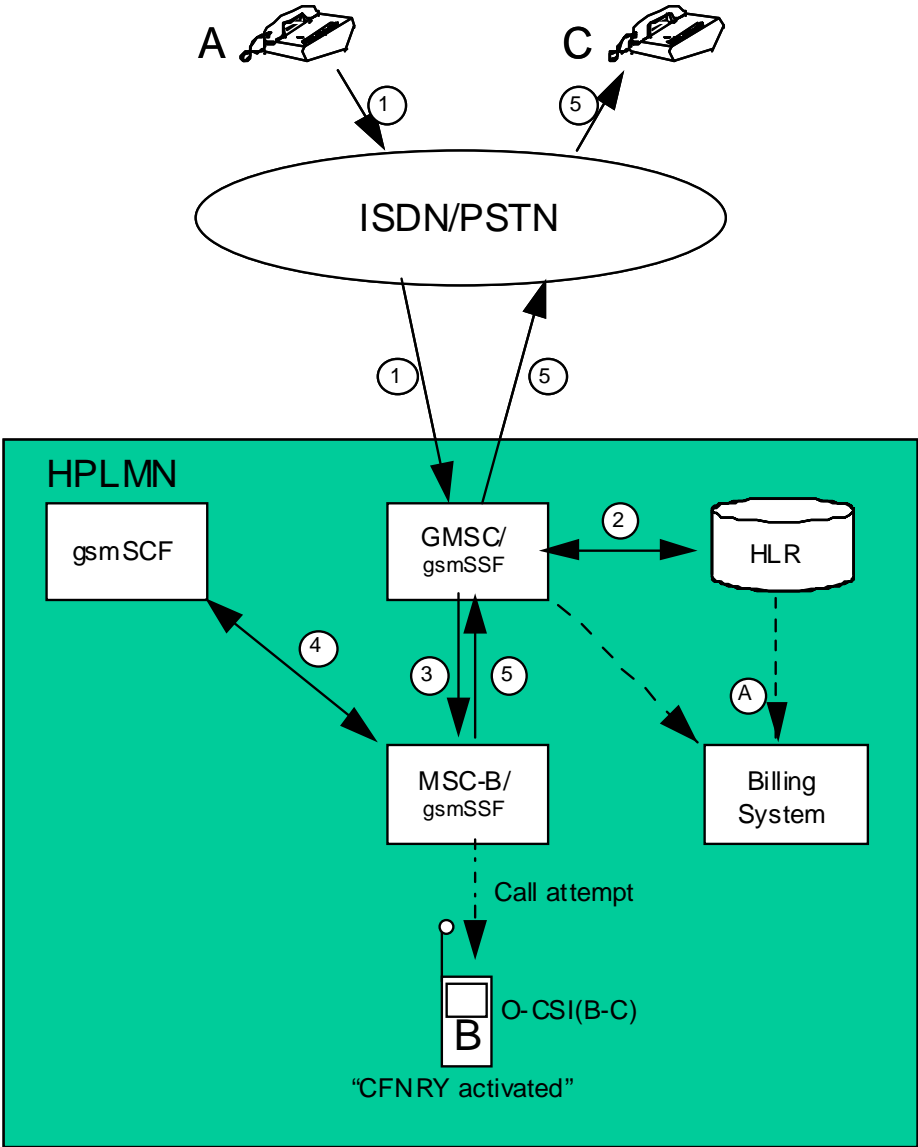 A
C
1
5
ISDN/PSTN
1
5
HPLMN
gsmSCF
GMSC/
gsmSSF
2
HLR
4
3
5
A
MSC-B/
gsmSSF
Billing
System
Call attempt
O-CSI(B-C)
B
“CFNRY activated”